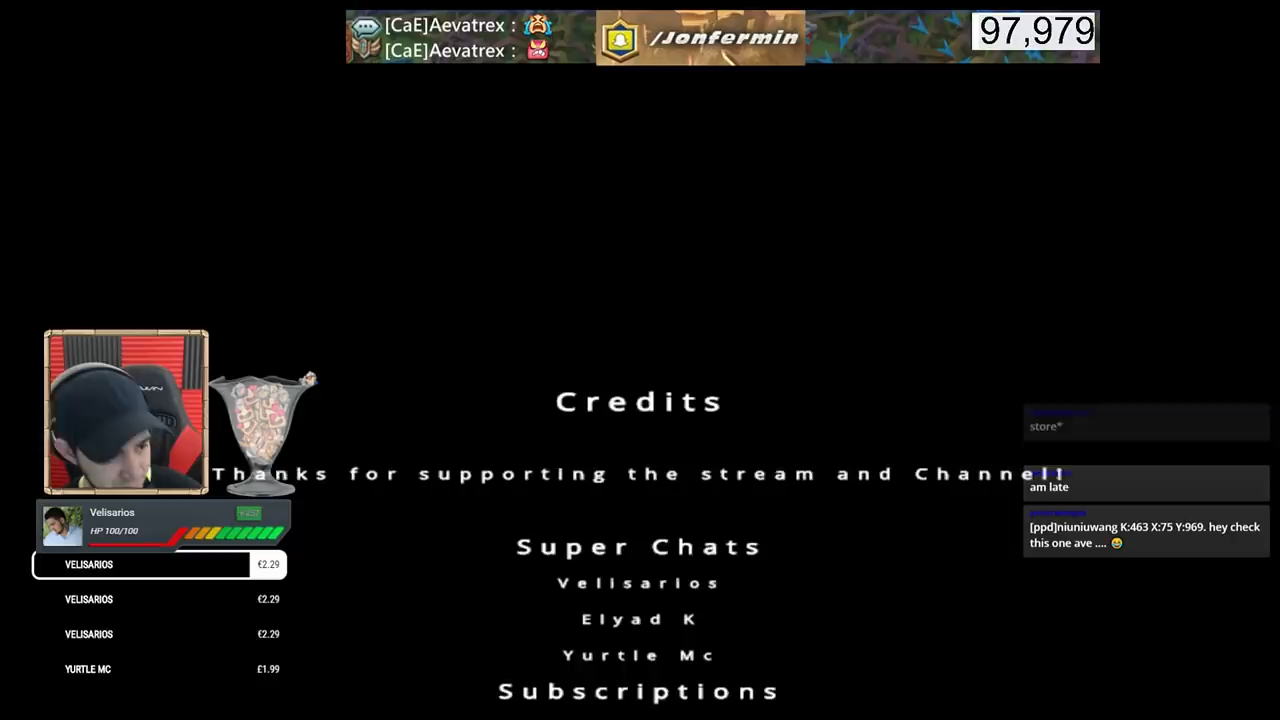 [CaE]Aevatrex :
[CaE]Aevatrex :
/Jonfermin
97,979
Credits
Thanks for supporting the stream and Channel!
Super Chats
Velisarios
Elyad K
Yurtle Mc
Subscriptions
Velisarios
HP 100/100
VELISARIOS €2.29
VELISARIOS €2.29
VELISARIOS €2.29
YURTLE MC £1.99
store*
am late
[ppd]niuniuwang K:463 X:75 Y:969. hey check
this one ave ....